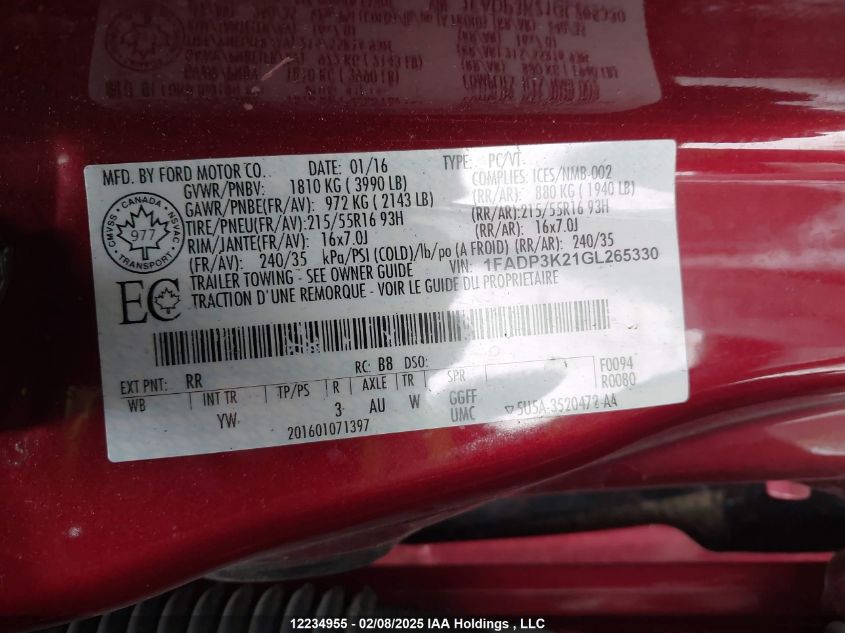 MFD. BY FORD MOTOR CO. DATE: 01/16 TYPE: PC/VT
GVWR/PNBV: 1810 KG ( 3990 LB) COMPLIES: ICES/NMB-002
GAWR/PNBE(FR/AV): 972 KG ( 2143 LB) (RR/AR): 880 KG ( 1940 LB)
TIRE/PNEU(FR/AV):215/55R16 93H (RR/AR):215/55R16 93H
RIM/JANTE(FR/AV): 16x7.0J (RR/AR): 16x7.0J
(FR/AV): 240/35 kPa/PSI (COLD)/lb/po (A FROID) (RR/AR): 240/35
TRAILER TOWING - SEE OWNER GUIDE VIN: 1FADP3K21GL265330
TRACTION D'UNE REMORQUE - VOIR LE GUIDE DU PROPRIETAIRE
CMVSS - CANADA - NSVAC
977
TRANSPORT
EC
RC: B8 DSO: F0094
EXT PNT: RR R0080
WB INT TR TP/PS R AXLE TR SPR GGFF
YW 3 AU W UMC 5U5A-3520472-AA
201601071397
12234955 - 02/08/2025 IAA Holdings , LLC